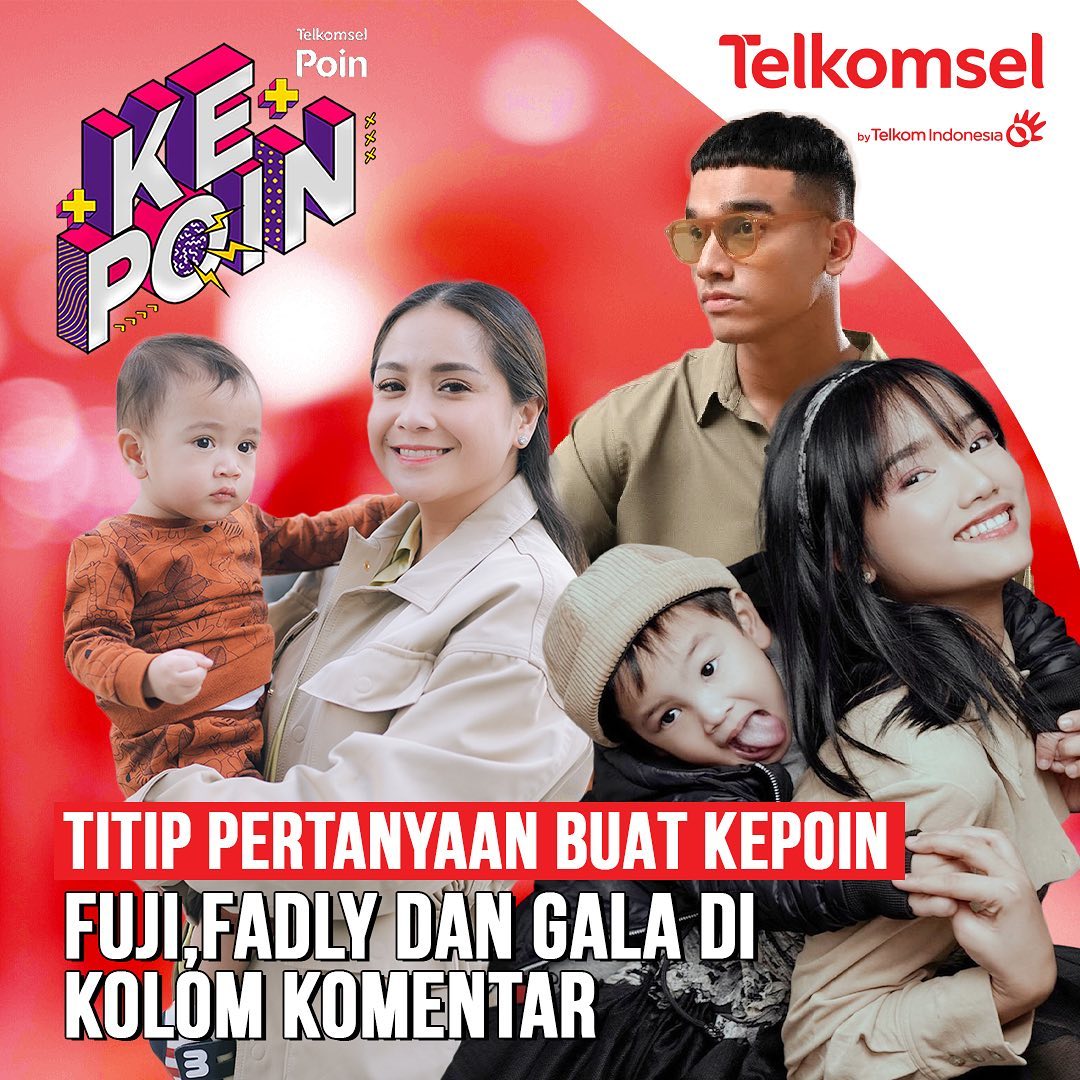 Telkomsel
Poin
KE
POIN
Telkomsel
by Telkom Indonesia
TITIP PERTANYAAN BUAT KEPOIN
FUJI,FADLY DAN GALA DI
KOLOM KOMENTAR
3